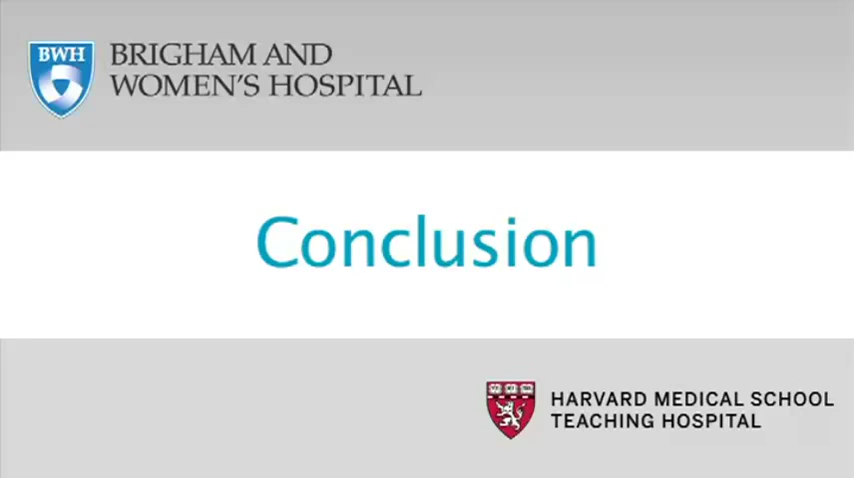 BWH
BRIGHAM AND
WOMEN'S HOSPITAL
Conclusion
HARVARD MEDICAL SCHOOL
TEACHING HOSPITAL